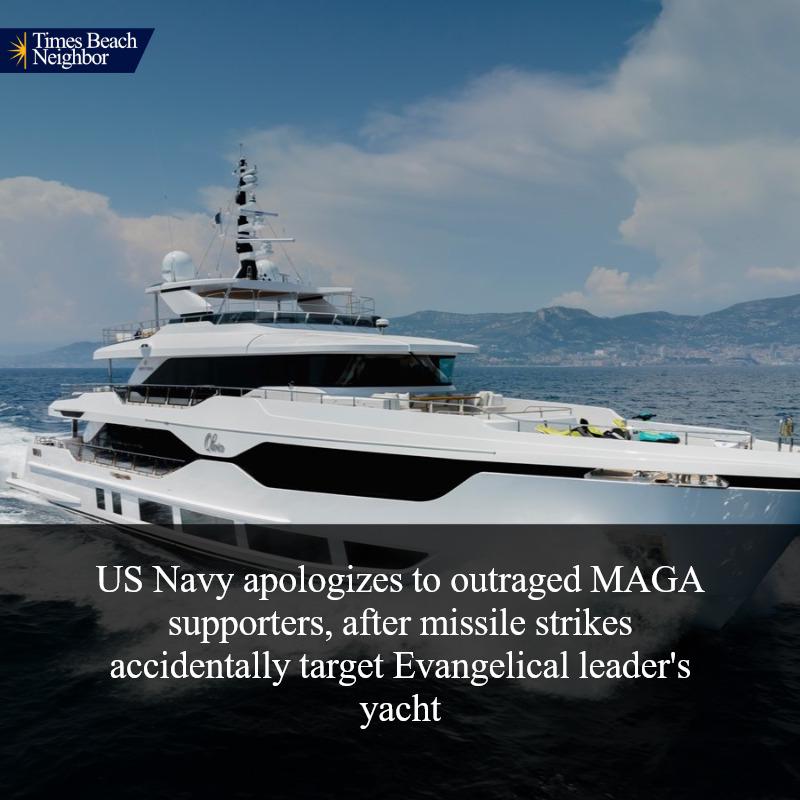 Times Beach
Neighbor
US Navy apologizes to outraged MAGA
supporters, after missile strikes
accidentally target Evangelical leader's
yacht